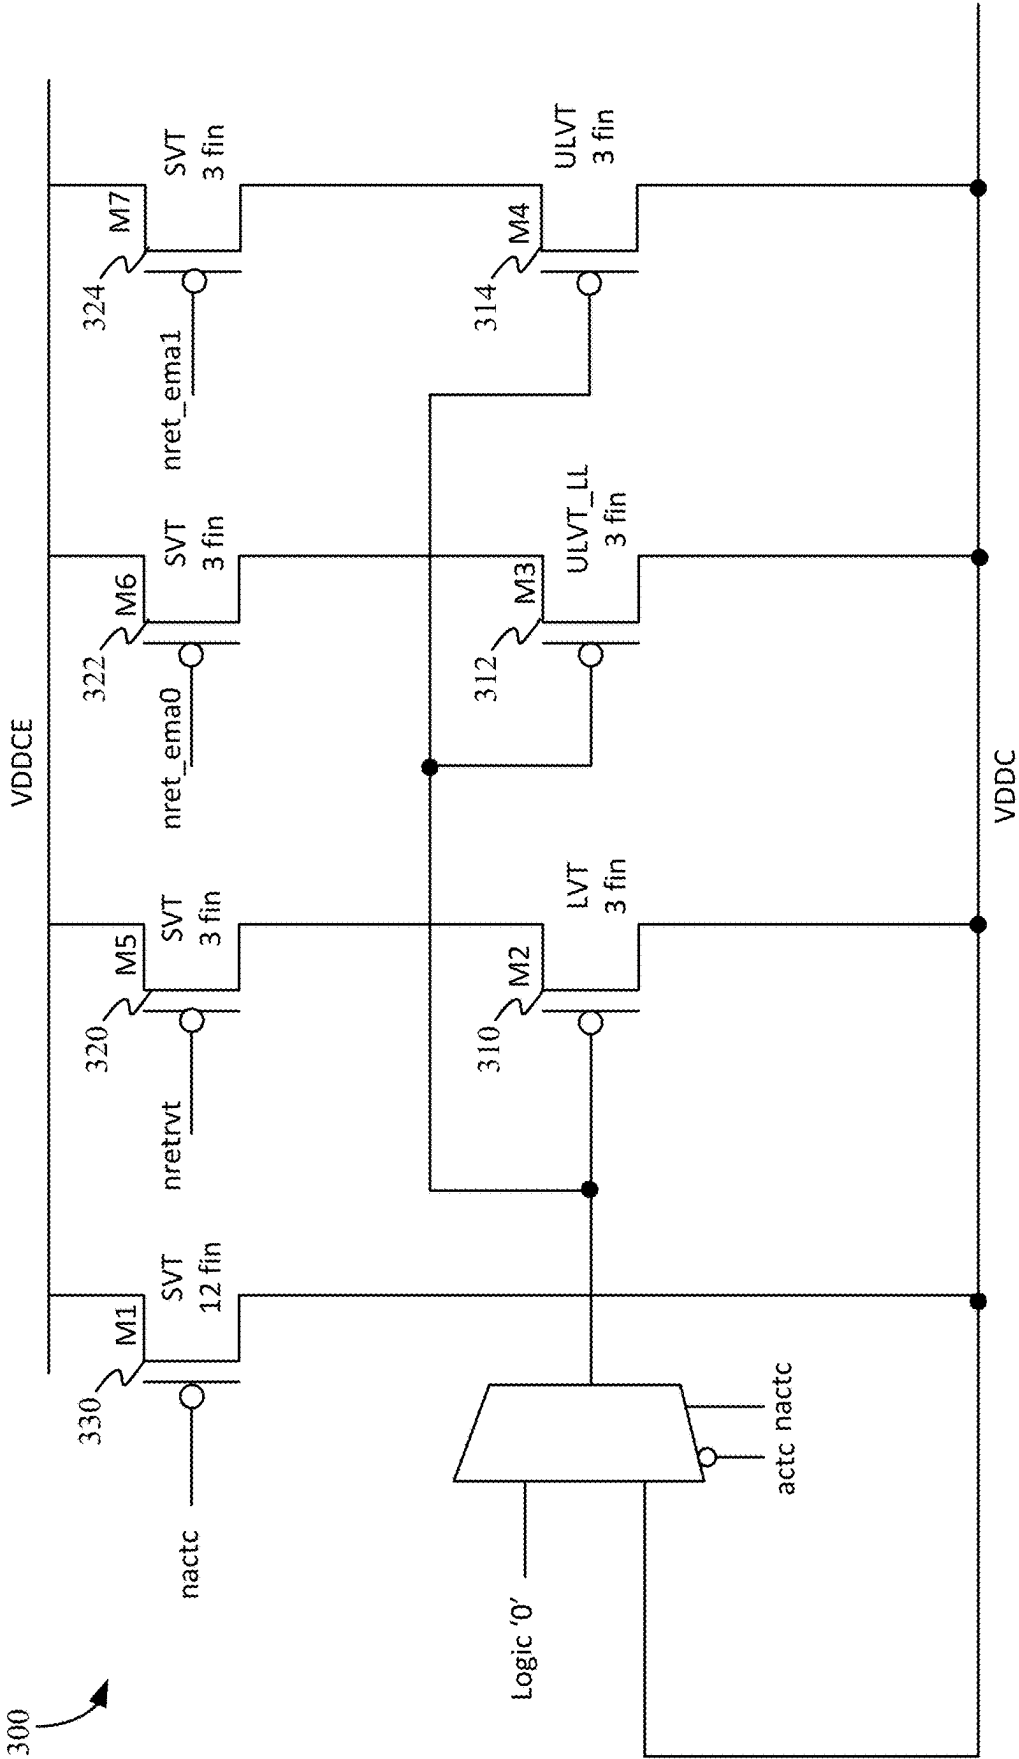 300
VDDCE
330
M1
SVT
12 fin
nactc
320
M5
SVT
3 fin
nretrvt
322
M6
SVT
3 fin
nret_ema0
324
M7
SVT
3 fin
nret_ema1
310
M2
LVT
3 fin
312
M3
ULVT_LL
3 fin
314
M4
ULVT
3 fin
Logic ‘0’
actc nactc
VDDC